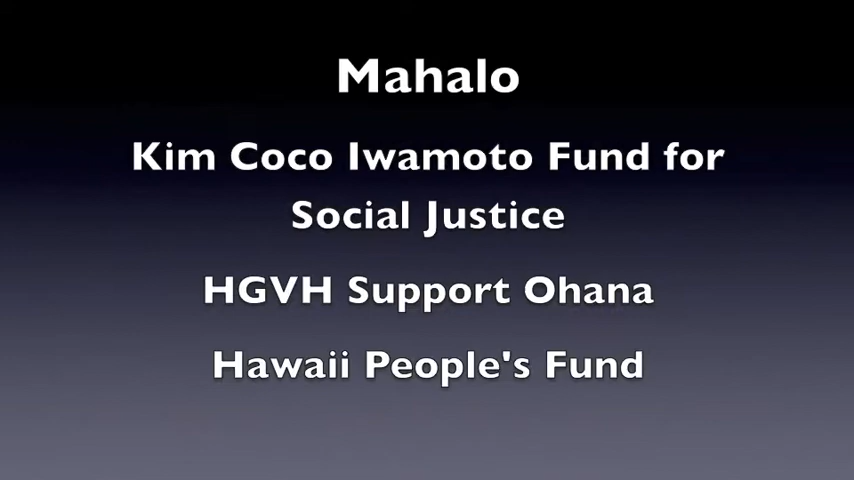 Mahalo
Kim Coco Iwamoto Fund for
Social Justice
HGVH Support Ohana
Hawaii People's Fund